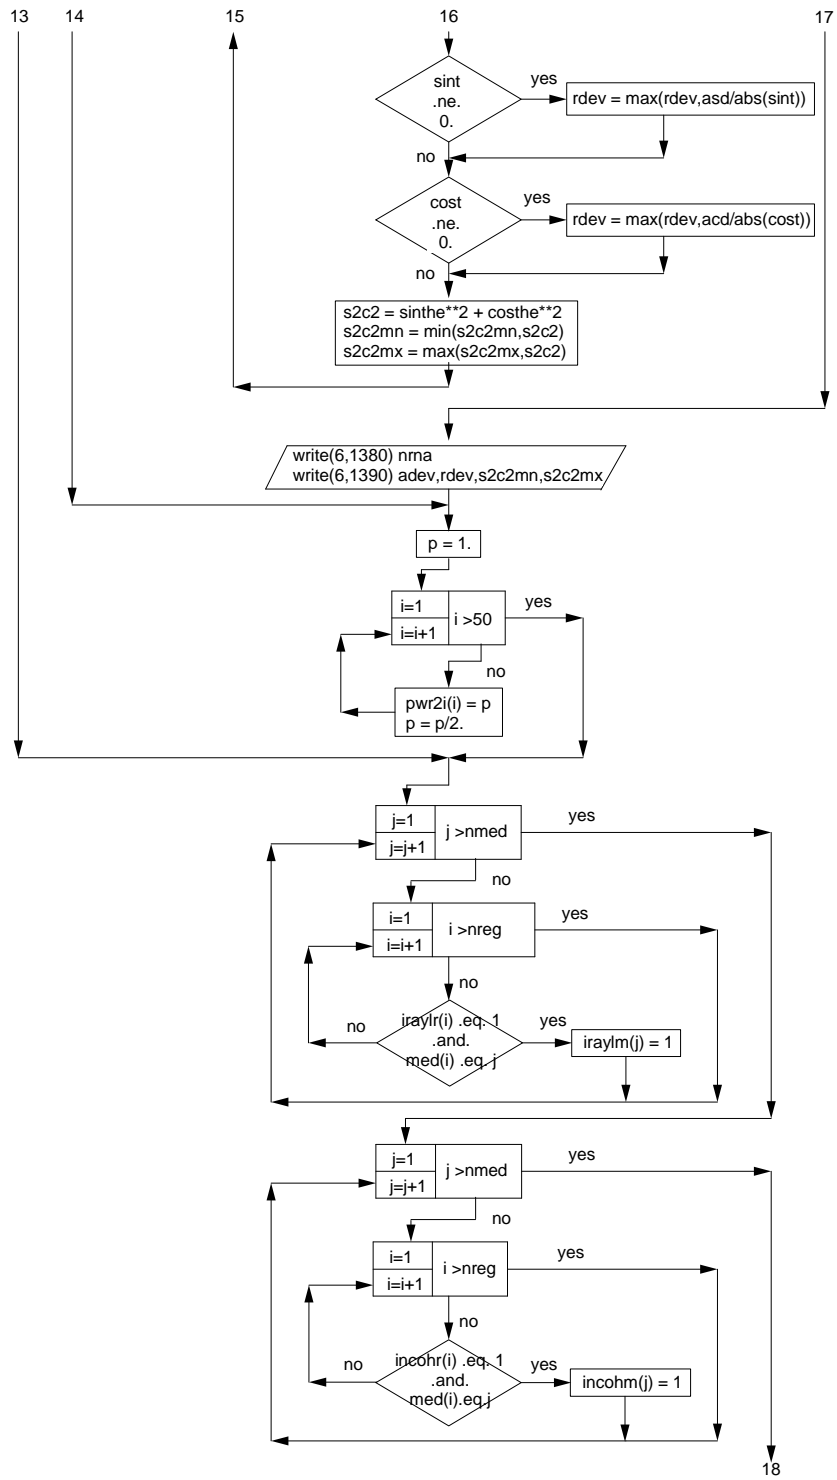 13
14
15
16
17
sint
.ne.
0.
yes
rdev = max(rdev,asd/abs(sint))
no
cost
.ne.
0.
yes
rdev = max(rdev,acd/abs(cost))
no
s2c2 = sinthe**2 + costhe**2
s2c2mn = min(s2c2mn,s2c2)
s2c2mx = max(s2c2mx,s2c2)
write(6,1380) nrna
write(6,1390) adev,rdev,s2c2mn,s2c2mx
p = 1.
i=1
i=i+1
i >50
yes
no
pwr2i(i) = p
p = p/2.
j=1
j=j+1
j >nmed
yes
no
i=1
i=i+1
i >nreg
yes
no
iraylr(i) .eq. 1
.and.
med(i) .eq. j
no
yes
iraylm(j) = 1
j=1
j=j+1
j >nmed
yes
no
i=1
i=i+1
i >nreg
yes
no
incohr(i) .eq. 1
.and.
med(i).eq.j
no
yes
incohm(j) = 1
18